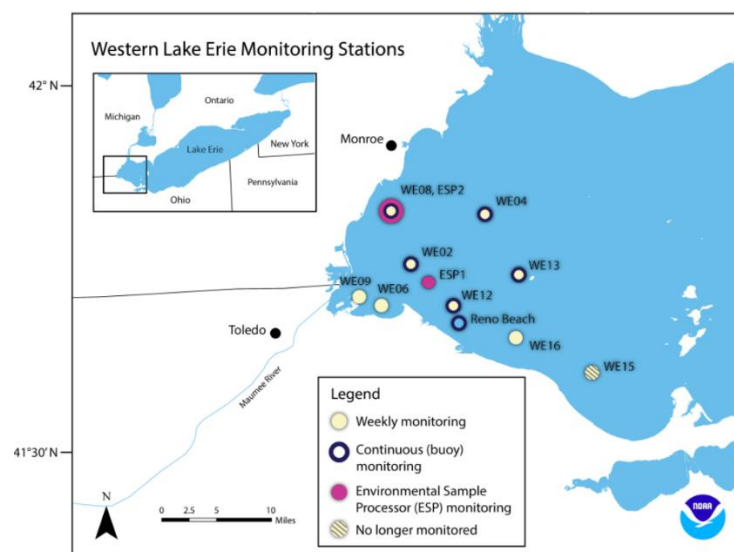 Western Lake Erie Monitoring Stations
42° N
Michigan
Ontario
Lake Erie
New York
Pennsylvania
Ohio
Monroe
WE08, ESP2
WE04
WE02
ESP1
WE13
WE09
WE06
WE12
Reno Beach
Toledo
WE16
WE15
Maumee River
Legend
Weekly monitoring
Continuous (buoy)
monitoring
Environmental Sample
Processor (ESP) monitoring
No longer monitored
41°30'
N
0 2.5 5 10
Miles
NOAA